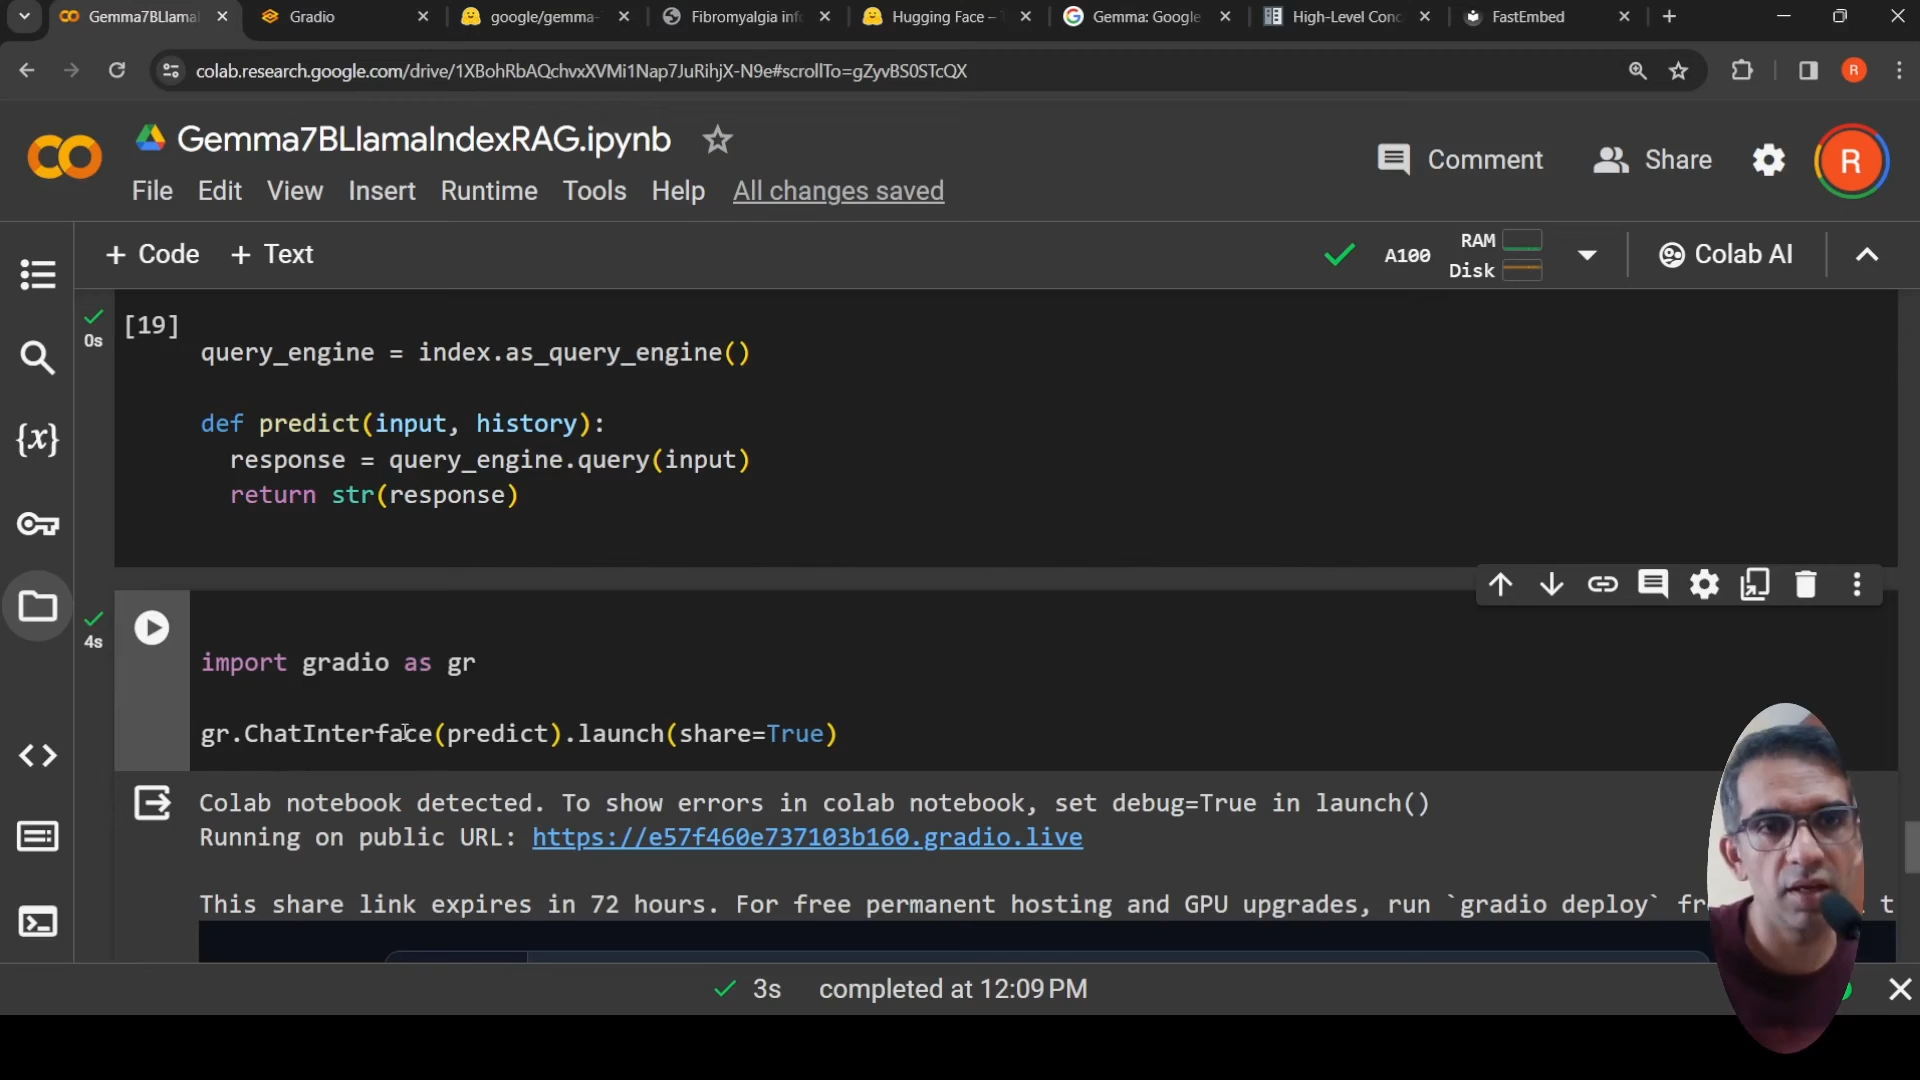 Gemma7BLlamaI
Gradio
google/gemma-
Fibromyalgia info
Hugging Face –
Gemma: Google
High-Level Conc
FastEmbed
colab.research.google.com/drive/1XBohRbAQchvxXVMi1Nap7JuRihjX-N9e#scrollTo=gZyvBS0STcQX
R
Gemma7BLlamaIndexRAG.ipynb
Comment
Share
R
File Edit View Insert Runtime Tools Help All changes saved
+ Code + Text
A100
RAM
Disk
Colab AI
[19]
0s
query_engine = index.as_query_engine()
{x}
def predict(input, history):
response = query_engine.query(input)
return str(response)
4s
import gradio as gr
gr.ChatInterface(predict).launch(share=True)
Colab notebook detected. To show errors in colab notebook, set debug=True in launch()
Running on public URL: https://e57f460e737103b160.gradio.live
This share link expires in 72 hours. For free permanent hosting and GPU upgrades, run `gradio deploy`
3s completed at 12:09 PM